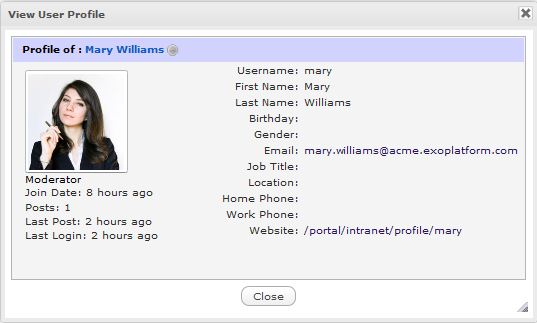 View User Profile
Profile of : Mary Williams
Moderator
Join Date: 8 hours ago
Posts: 1
Last Post: 2 hours ago
Last Login: 2 hours ago
Username: mary
First Name: Mary
Last Name: Williams
Birthday:
Gender:
Email: mary.williams@acme.exoplatform.com
Job Title:
Location:
Home Phone:
Work Phone:
Website: /portal/intranet/profile/mary
Close